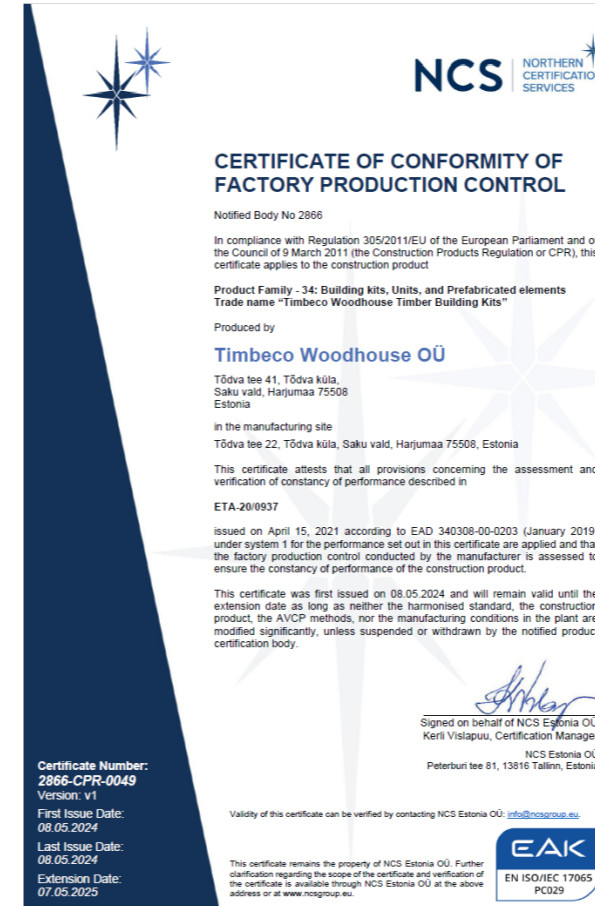 NCS
NORTHERN
CERTIFICATIO
SERVICES
CERTIFICATE OF CONFORMITY OF
FACTORY PRODUCTION CONTROL
Notified Body No 2866
In compliance with Regulation 305/2011/EU of the European Parliament and o
the Council of 9 March 2011 (the Construction Products Regulation or CPR), this
certificate applies to the construction product
Product Family - 34: Building kits, Units, and Prefabricated elements
Trade name “Timbeco Woodhouse Timber Building Kits”
Produced by
Timbeco Woodhouse OÜ
Tõdva tee 41, Tõdva küla,
Saku vald, Harjumaa 75508
Estonia
in the manufacturing site
Tõdva tee 22, Tõdva küla, Saku vald, Harjumaa 75508, Estonia
This certificate attests that all provisions concerning the assessment and
verification of constancy of performance described in
ETA-20/0937
issued on April 15, 2021 according to EAD 340308-00-0203 (January 2019
under system 1 for the performance set out in this certificate are applied and tha
the factory production control conducted by the manufacturer is assessed to
ensure the constancy of performance of the construction product.
This certificate was first issued on 08.05.2024 and will remain valid until the
extension date as long as neither the harmonised standard, the construction
product, the AVCP methods, nor the manufacturing conditions in the plant are
modified significantly, unless suspended or withdrawn by the notified produc
certification body.
Signed on behalf of NCS Estonia OÜ
Kerli Vislapuu, Certification Manage
NCS Estonia OÜ
Peterburi tee 81, 13816 Tallinn, Estonia
Certificate Number:
2866-CPR-0049
Version: v1
First Issue Date:
08.05.2024
Last Issue Date:
08.05.2024
Extension Date:
07.05.2025
Validity of this certificate can be verified by contacting NCS Estonia OÜ: info@ncsgroup.eu.
This certificate remains the property of NCS Estonia OÜ. Further
clarification regarding the scope of the certificate and verification of
the certificate is available through NCS Estonia OÜ at the above
address or at www.ncsgroup.eu.
EAK
EN ISO/IEC 17065
PC029